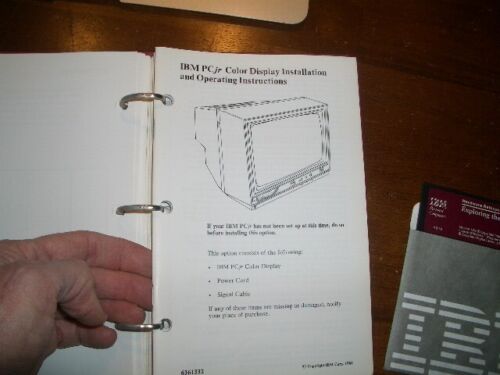 IBM PCjr Color Display Installation
and Operating Instructions
If your IBM PCjr has not been set up at this time, do so
before installing this option.
This option consists of the following:
• IBM PCjr Color Display
• Power Card
• Signal Cable
If any of these items are missing or damaged, notify
your place of purchase.
6361332
© Copyright IBM Corp.
Exploring the
IBM